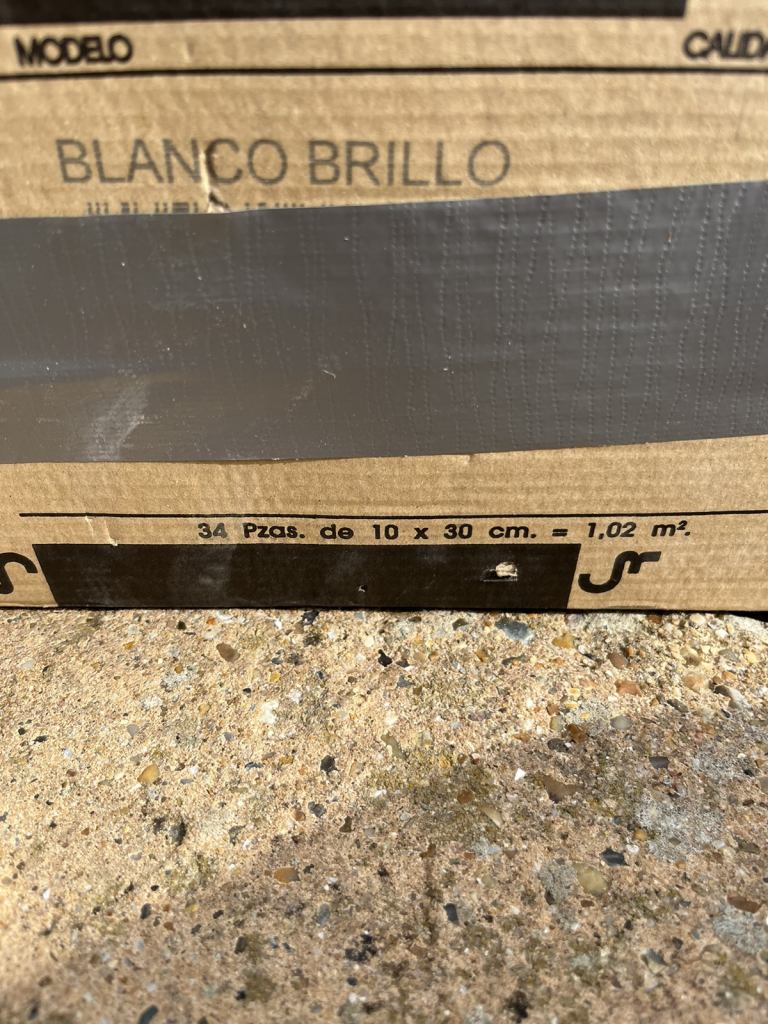 MODELO
CALIDA
BLANCO BRILLO
34 Pzas. de 10 x 30 cm. = 1,02 m².